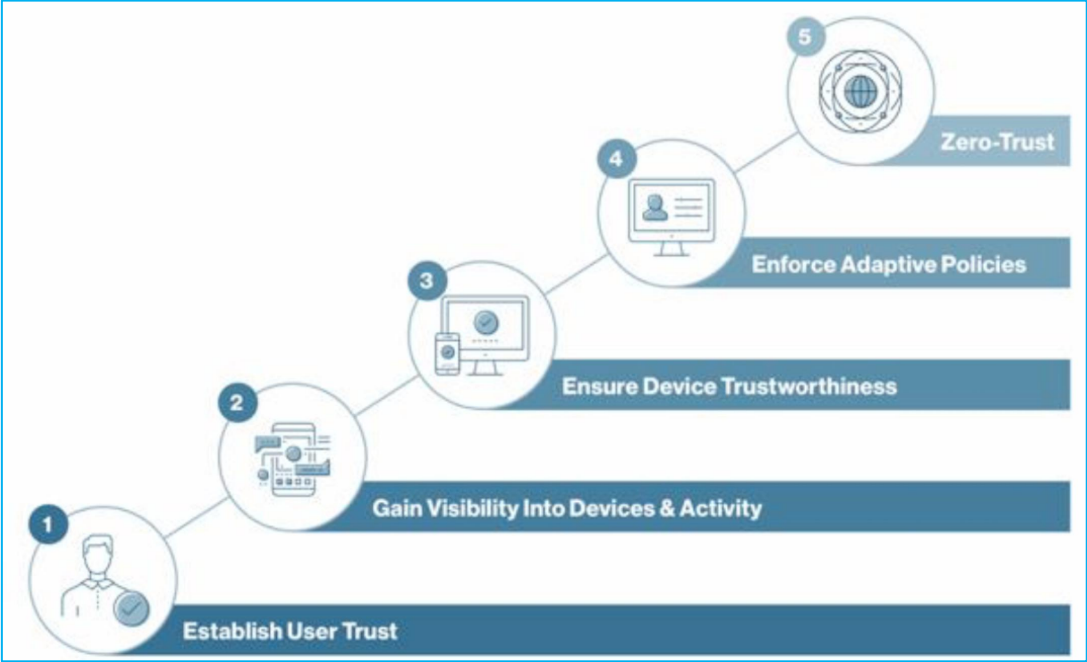 5
Zero-Trust
4
Enforce Adaptive Policies
3
Ensure Device Trustworthiness
2
Gain Visibility Into Devices & Activity
1
Establish User Trust